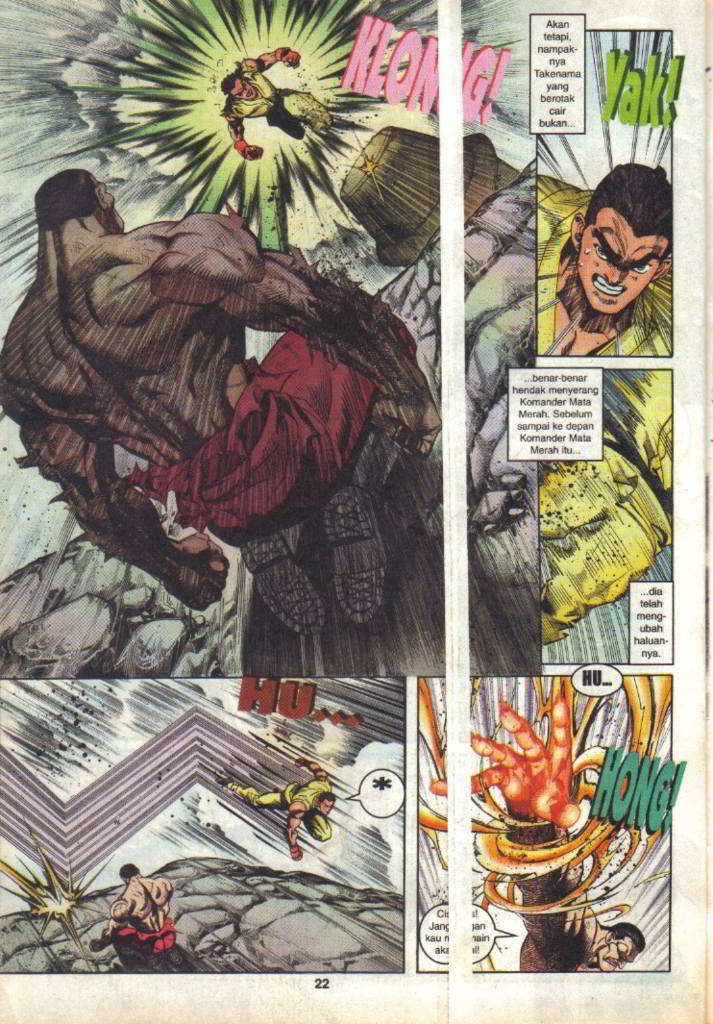 KLONG!
Akan
tetapi,
nampak-
nya
Takenama
yang
berotak
cair
bukan...
Yak!
...benar-benar
hendak menyerang
Komander Mata
Merah. Sebelum
sampai ke depan
Komander Mata
Merah itu...
...dia
telah
meng-
ubah
haluan-
nya.
HU...
*
HU...
HONG!
kau
22